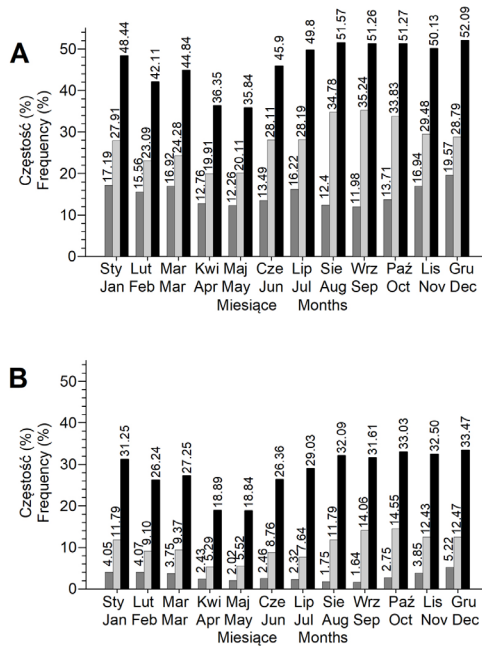 A
Częstość (%)
Frequency (%)
50
40
30
20
10
0
17.19 27.91 48.44
15.56 23.09 42.11
16.92 24.28 44.84
12.76 19.91 36.35
12.26 20.11 35.84
13.49 28.11 45.9
16.22 28.19 49.8
12.4 34.78 51.57
11.98 35.24 51.26
13.71 33.83 51.27
16.94 29.48 50.13
19.57 28.79 52.09
Sty Lut Mar Kwi Maj Cze Lip Sie Wrz Paź Lis Gru
Jan Feb Mar Apr May Jun Jul Aug Sep Oct Nov Dec
Miesiące Months
B
Częstość (%)
Frequency (%)
50
40
30
20
10
0
4.05 11.79 31.25
4.07 9.10 26.24
3.75 9.37 27.25
2.43 5.29 18.89
2.02 5.52 18.84
2.46 8.76 26.36
2.32 7.64 29.03
1.75 11.79 32.09
1.64 14.06 31.61
2.75 14.55 33.03
3.85 12.43 32.50
5.22 12.47 33.47
Sty Lut Mar Kwi Maj Cze Lip Sie Wrz Paź Lis Gru
Jan Feb Mar Apr May Jun Jul Aug Sep Oct Nov Dec
Miesiące Months